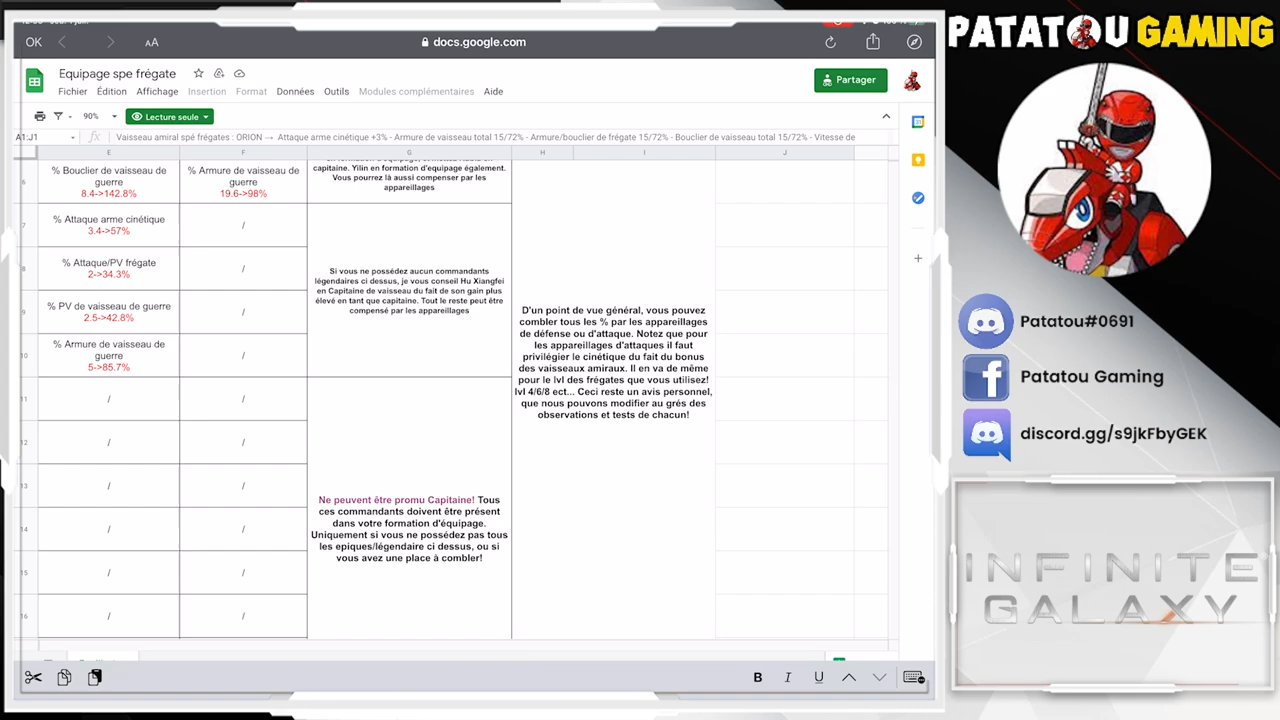 OK
AA
docs.google.com
Equipage spe frégate
Fichier Édition Affichage Insertion Format Données Outils Modules complémentaires Aide
Partager
90%
Lecture seule
A1:J1
fx
Vaisseau amiral spé frégates : ORION -> Attaque arme cinétique +3% - Armure de vaisseau total 15/72% - Armure/bouclier de frégate 15/72% - Bouclier de vaisseau total 15/72% - Vitesse de
E F G H I J
capitaine. Yilin en formation d'equipage également.
Vous pourrez là aussi compenser par les
appareillages
6
% Bouclier de vaisseau de
guerre
8.4->142.8%
% Armure de vaisseau de
guerre
19.6->98%
7
% Attaque arme cinétique
3.4->57%
/
8
% Attaque/PV frégate
2->34.3%
/
Si vous ne possédez aucun commandants
légendaires ci dessus, je vous conseil Hu Xiangfei
en Capitaine de vaisseau du fait de son gain plus
élevé en tant que capitaine. Tout le reste peut être
compensé par les appareillages
9
% PV de vaisseau de guerre
2.5->42.8%
/
10
% Armure de vaisseau de
guerre
5->85.7%
/
D'un point de vue général, vous pouvez
combler tous les % par les appareillages
de défense ou d'attaque. Notez que pour
les appareillages d'attaques il faut
privilégier le cinétique du fait du bonus
des vaisseaux amiraux. Il en va de même
pour le lvl des frégates que vous utilisez!
lvl 4/6/8 ect... Ceci reste un avis personnel,
que nous pouvons modifier au grés des
observations et tests de chacun!
11
/ /
12
/ /
13
/ /
14
/ /
15
/ /
16
/ /
Ne peuvent être promu Capitaine! Tous
ces commandants doivent être présent
dans votre formation d'équipage.
Uniquement si vous ne possédez pas tous
les epiques/légendaire ci dessus, ou si
vous avez une place à combler!
B I U
PATATOU GAMING
Patatou#0691
Patatou Gaming
discord.gg/s9jkFbyGEK
INFINITE
GALAXY